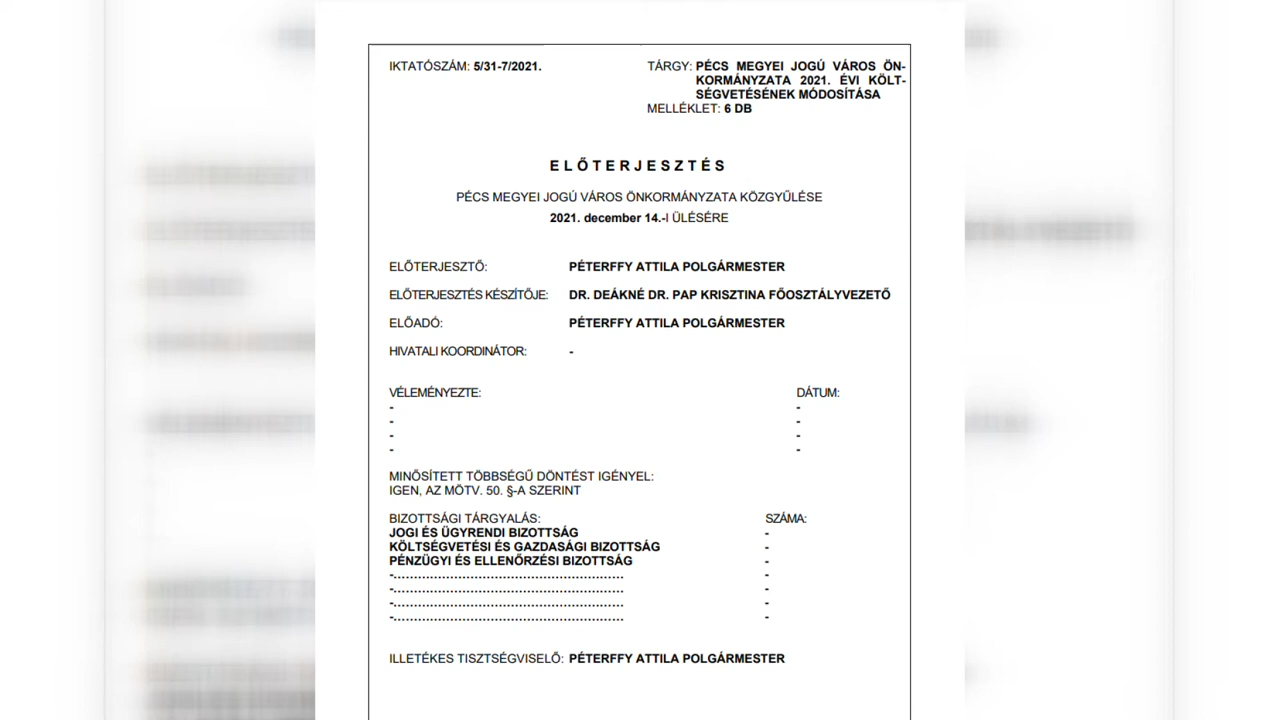 IKTATÓSZÁM: 5/31-7/2021.
TÁRGY: PÉCS MEGYEI JOGÚ VÁROS ÖN-
KORMÁNYZATA 2021. ÉVI KÖLT-
SÉGVETÉSÉNEK MÓDOSÍTÁSA
MELLÉKLET: 6 DB
ELŐTERJESZTÉS
PÉCS MEGYEI JOGÚ VÁROS ÖNKORMÁNYZATA KÖZGYŰLÉSE
2021. december 14.-I ÜLÉSÉRE
ELŐTERJESZTŐ: PÉTERFFY ATTILA POLGÁRMESTER
ELŐTERJESZTÉS KÉSZÍTŐJE: DR. DEÁKNÉ DR. PAP KRISZTINA FŐOSZTÁLYVEZETŐ
ELŐADÓ: PÉTERFFY ATTILA POLGÁRMESTER
HIVATALI KOORDINÁTOR: -
VÉLEMÉNYEZTE: DÁTUM:
- -
- -
- -
- -
MINŐSÍTETT TÖBBSÉGŰ DÖNTÉST IGÉNYEL:
IGEN, AZ MÖTV. 50. §-A SZERINT
BIZOTTSÁGI TÁRGYALÁS: SZÁMA:
JOGI ÉS ÜGYRENDI BIZOTTSÁG -
KÖLTSÉGVETÉSI ÉS GAZDASÁGI BIZOTTSÁG -
PÉNZÜGYI ÉS ELLENŐRZÉSI BIZOTTSÁG -
-........................................................ -
-........................................................ -
-........................................................ -
-........................................................ -
ILLETÉKES TISZTSÉGVISELŐ: PÉTERFFY ATTILA POLGÁRMESTER